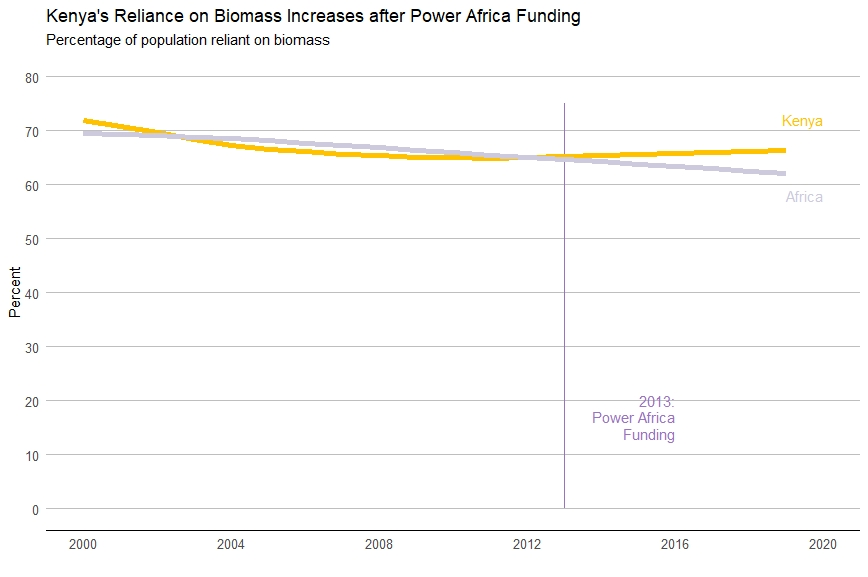 Kenya's Reliance on Biomass Increases after Power Africa Funding
Percentage of population reliant on biomass
Percent
80
70
60
50
40
30
20
10
0
Kenya
Africa
2013:
Power Africa
Funding
2000
2004
2008
2012
2016
2020